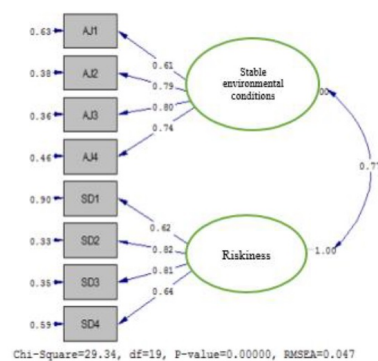 0.63
AJ1
0.38
AJ2
0.36
AJ3
0.46
AJ4
0.90
SD1
0.33
SD2
0.35
SD3
0.59
SD4
0.61
0.79
0.80
0.74
0.62
0.82
0.81
0.64
Stable
environmental
conditions
00
0.7
Riskiness
1.00
Chi-Square=29.34, df=19, P-value=0.00000, RMSEA=0.047